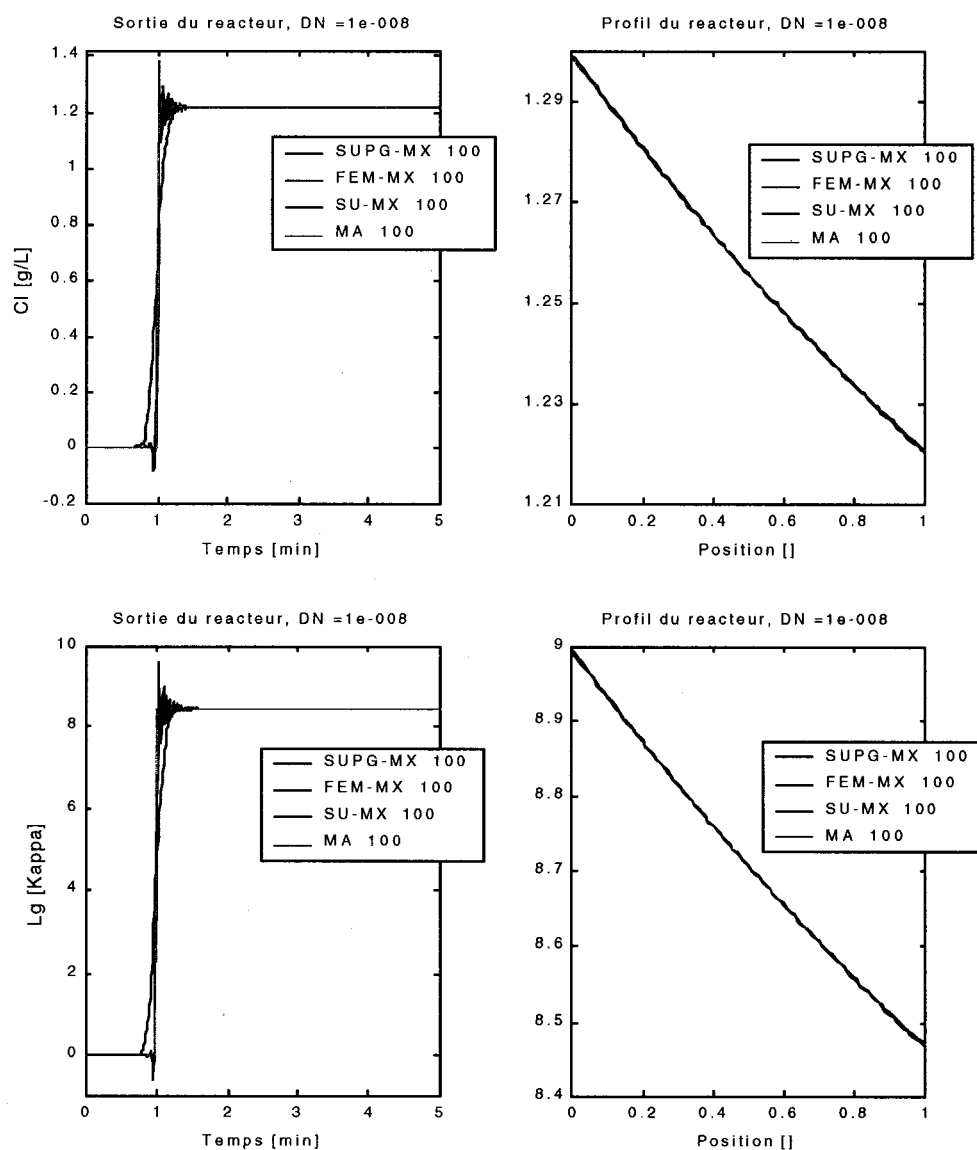 Sortie du reacteur, DN =1e-008
1.4
1.2
1
0.8
0.6
0.4
0.2
0
-0.2
Cl [g/L]
SUPG-MX 100
FEM-MX 100
SU-MX 100
MA 100
0 1 2 3 4 5
Temps [min]
Profil du reacteur, DN =1e-008
1.29
1.27
1.25
1.23
1.21
SUPG-MX 100
FEM-MX 100
SU-MX 100
MA 100
0 0.2 0.4 0.6 0.8 1
Position []
Sortie du reacteur, DN =1e-008
10
8
6
4
2
0
Lg [Kappa]
SUPG-MX 100
FEM-MX 100
SU-MX 100
MA 100
0 1 2 3 4 5
Temps [min]
Profil du reacteur, DN =1e-008
9
8.9
8.8
8.7
8.6
8.5
8.4
SUPG-MX 100
FEM-MX 100
SU-MX 100
MA 100
0 0.2 0.4 0.6 0.8 1
Position []